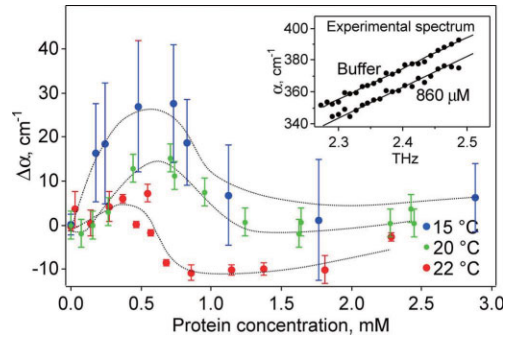 40
30
20
10
0
-10
Δα, cm⁻¹
0.0
0.5
1.0
1.5
2.0
2.5
3.0
Protein concentration, mM
15 °C
20 °C
22 °C
Experimental spectrum
Buffer
860 μM
α, cm⁻¹
400
380
360
340
2.3
2.4
2.5
THz